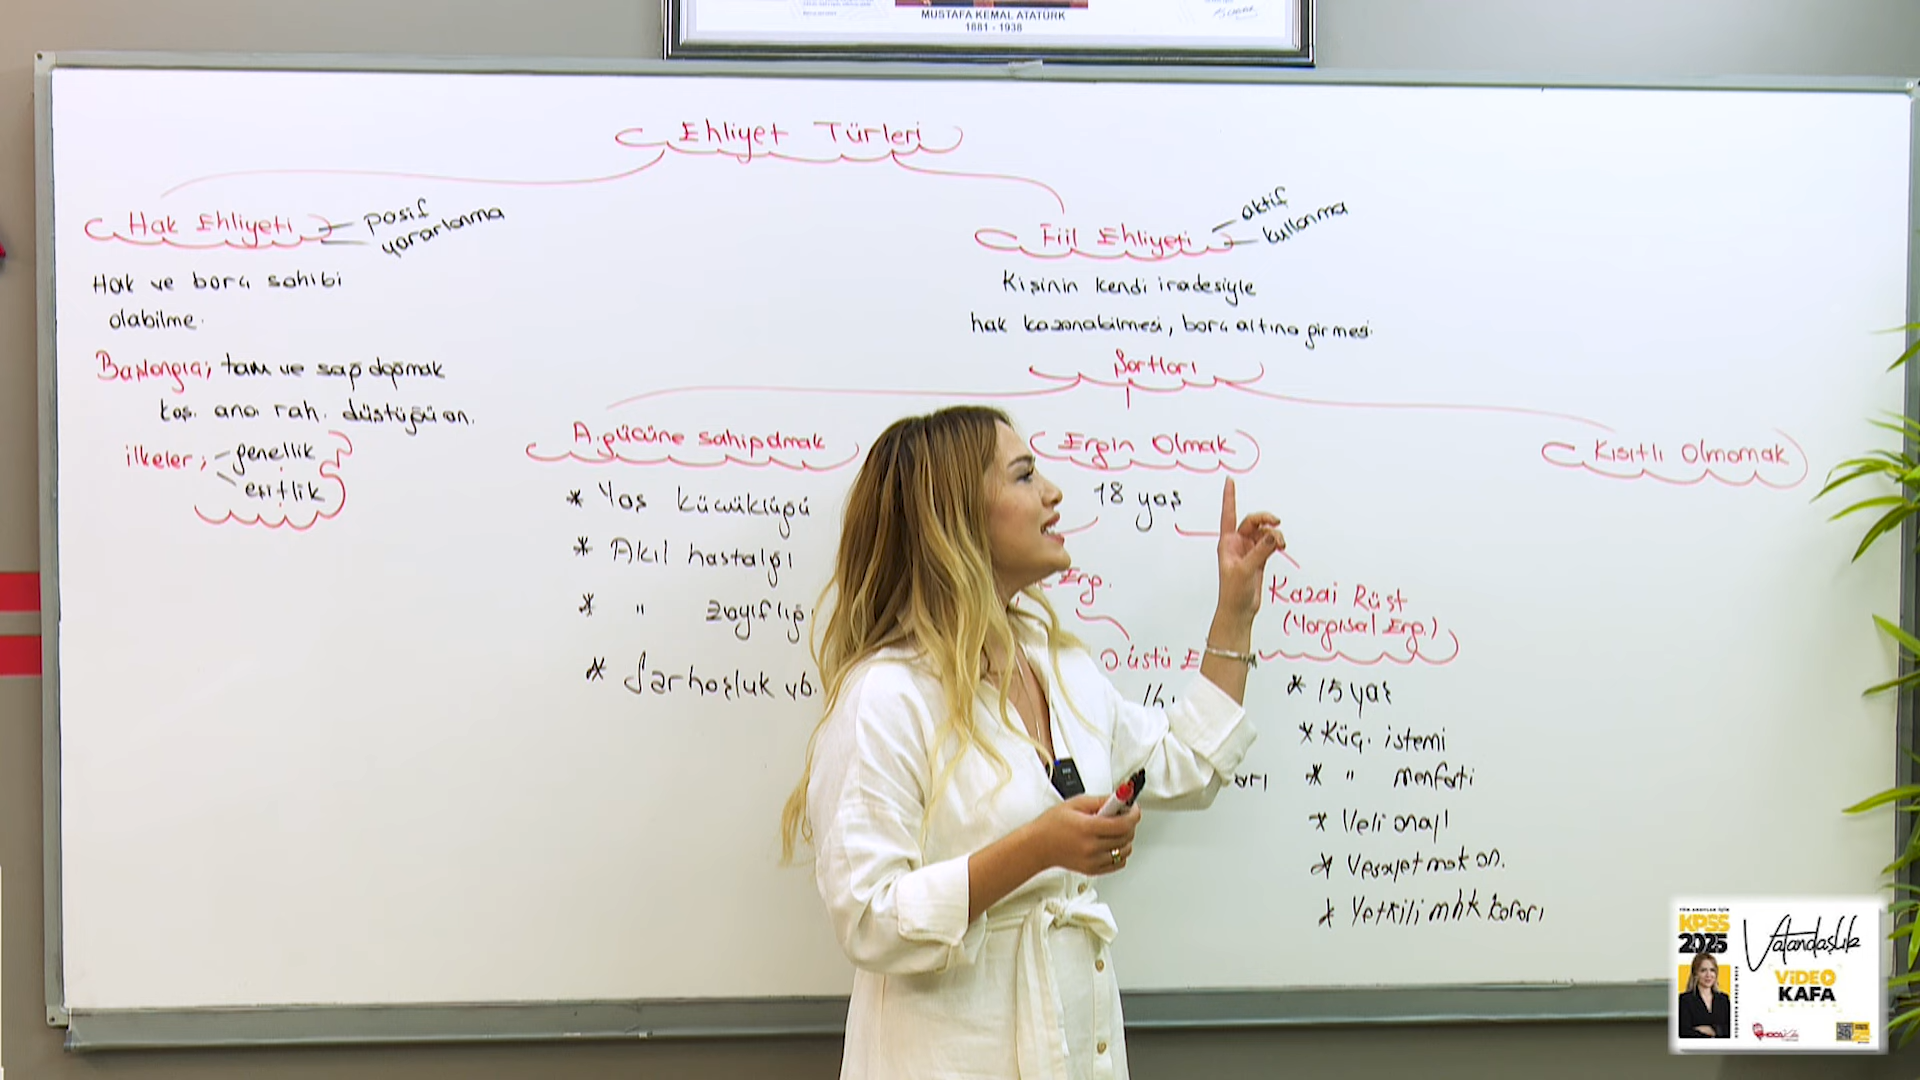 MUSTAFA KEMAL ATATÜRK
1881 - 1938
Ehliyet Türleri
Hak Ehliyeti
pasif
yararlanma
Hak ve borç sahibi
olabilme.
Başlangıç; tam ve sağ doğmak
koş. ana rah. düştüğü an.
ilkeler; genellik
eşitlik
Fiil Ehliyeti
aktif
kullanma
Kişinin kendi iradesiyle
hak kazanabilmesi, borç altına girmesi.
Şartları
A.gücüne sahip olmak
* Yaş küçüklüğü
* Akıl hastalığı
* " zayıflığı
* Sarhoşluk vb.
Ergin Olmak
18 yaş
Erg.
O. üstü E
Kazai Rüşt
(Yargısal Erg.)
* 15 yaş
* Küç. istemi
* " menfati
* Veli onayı
* Vesayet mak on.
* Yetkili mhk kararı
Kısıtlı Olmamak
KPSS
2025
Vatandaşlık
VİDEO
KAFA